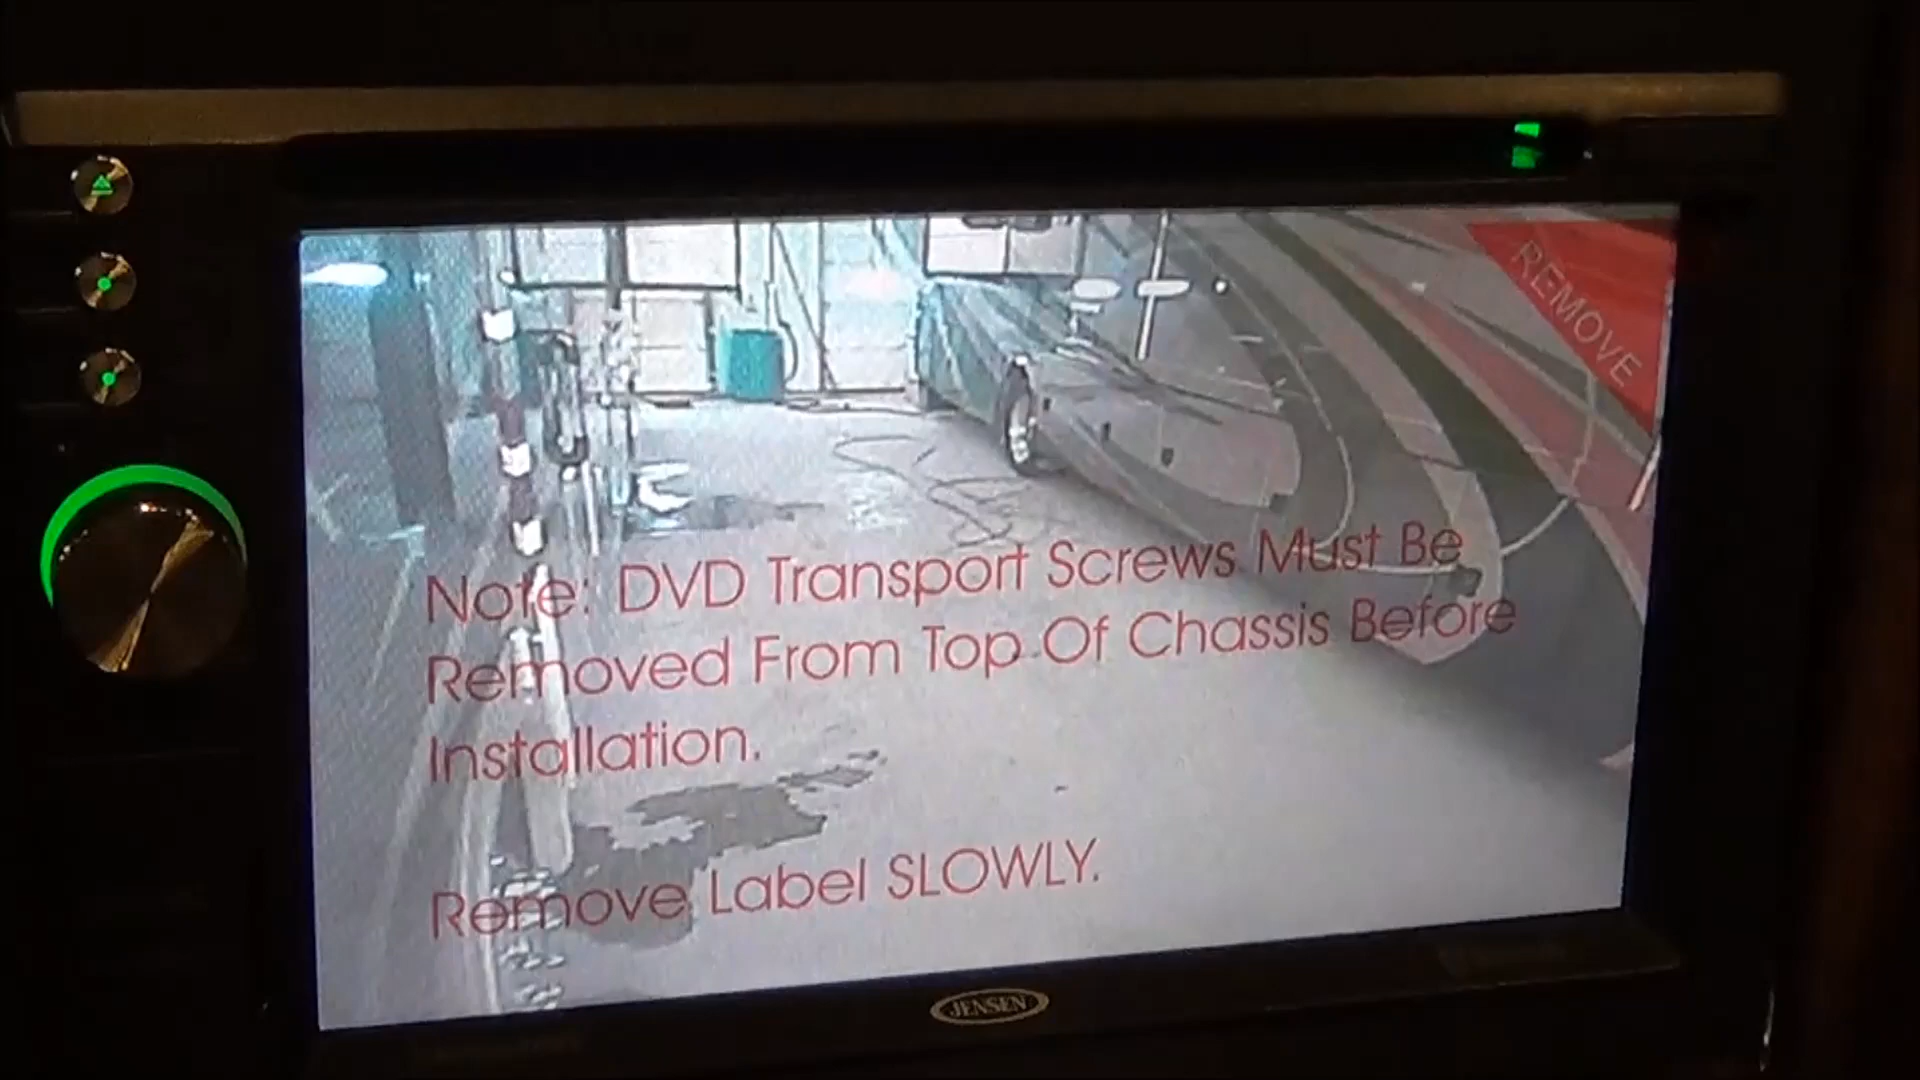 REMOVE
Note: DVD Transport Screws Must Be
Removed From Top Of Chassis Before
Installation.
Remove Label SLOWLY.
JENSEN